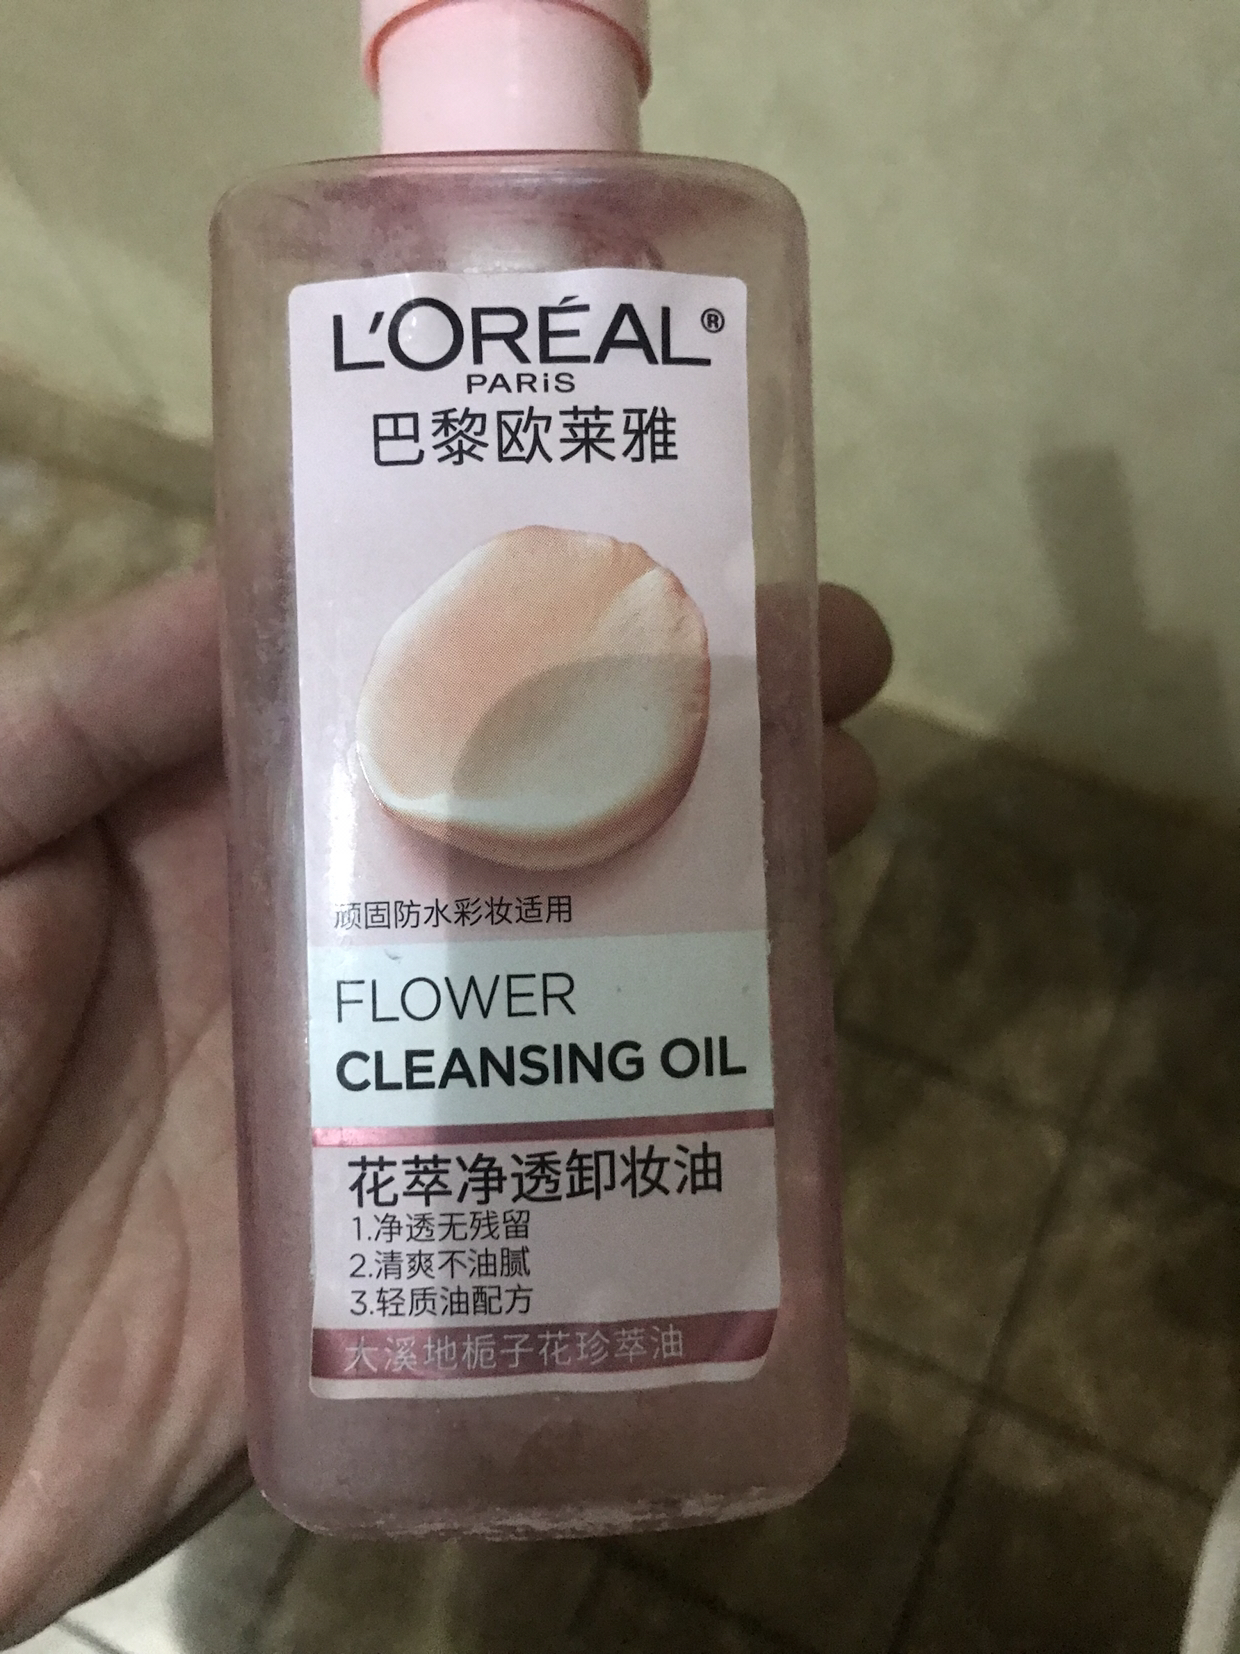 L'ORÉAL®
PARiS
巴黎欧莱雅
顽固防水彩妆适用
FLOWER
CLEANSING OIL
花萃净透卸妆油
1.净透无残留
2.清爽不油腻
3.轻质油配方
大溪地栀子花珍萃油